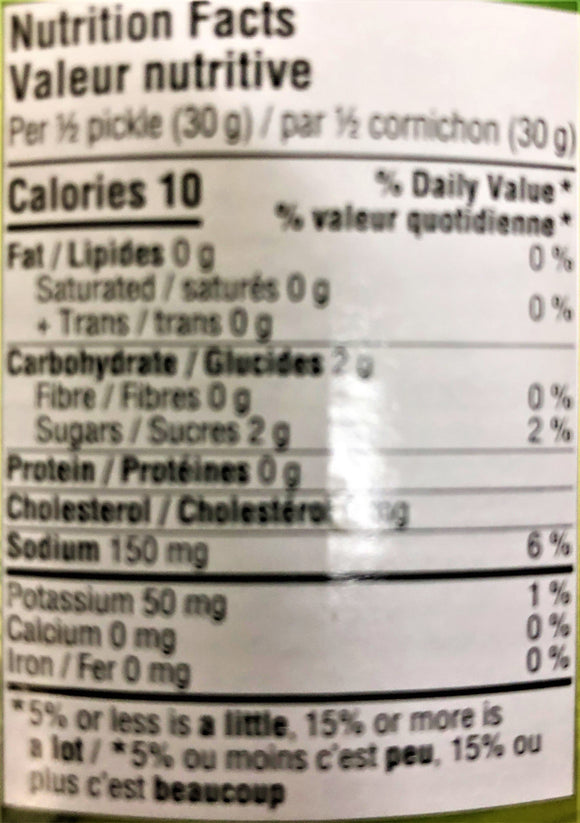 Nutrition Facts
Valeur nutritive
Per ½ pickle (30 g) / par ½ cornichon (30 g)
Calories 10
% Daily Value*
% valeur quotidienne*
Fat / Lipides 0 g 0 %
Saturated / saturés 0 g
+ Trans / trans 0 g 0 %
Carbohydrate / Glucides 2 g
Fibre / Fibres 0 g 0 %
Sugars / Sucres 2 g 2 %
Protein / Protéines 0 g
Cholesterol / mg
Sodium 150 mg 6 %
Potassium 50 mg 1 %
Calcium 0 mg 0 %
Iron / Fer 0 mg 0 %
*5% or less is a little, 15% or more is
a lot / *5% ou moins c'est peu, 15% ou
plus c'est beaucoup